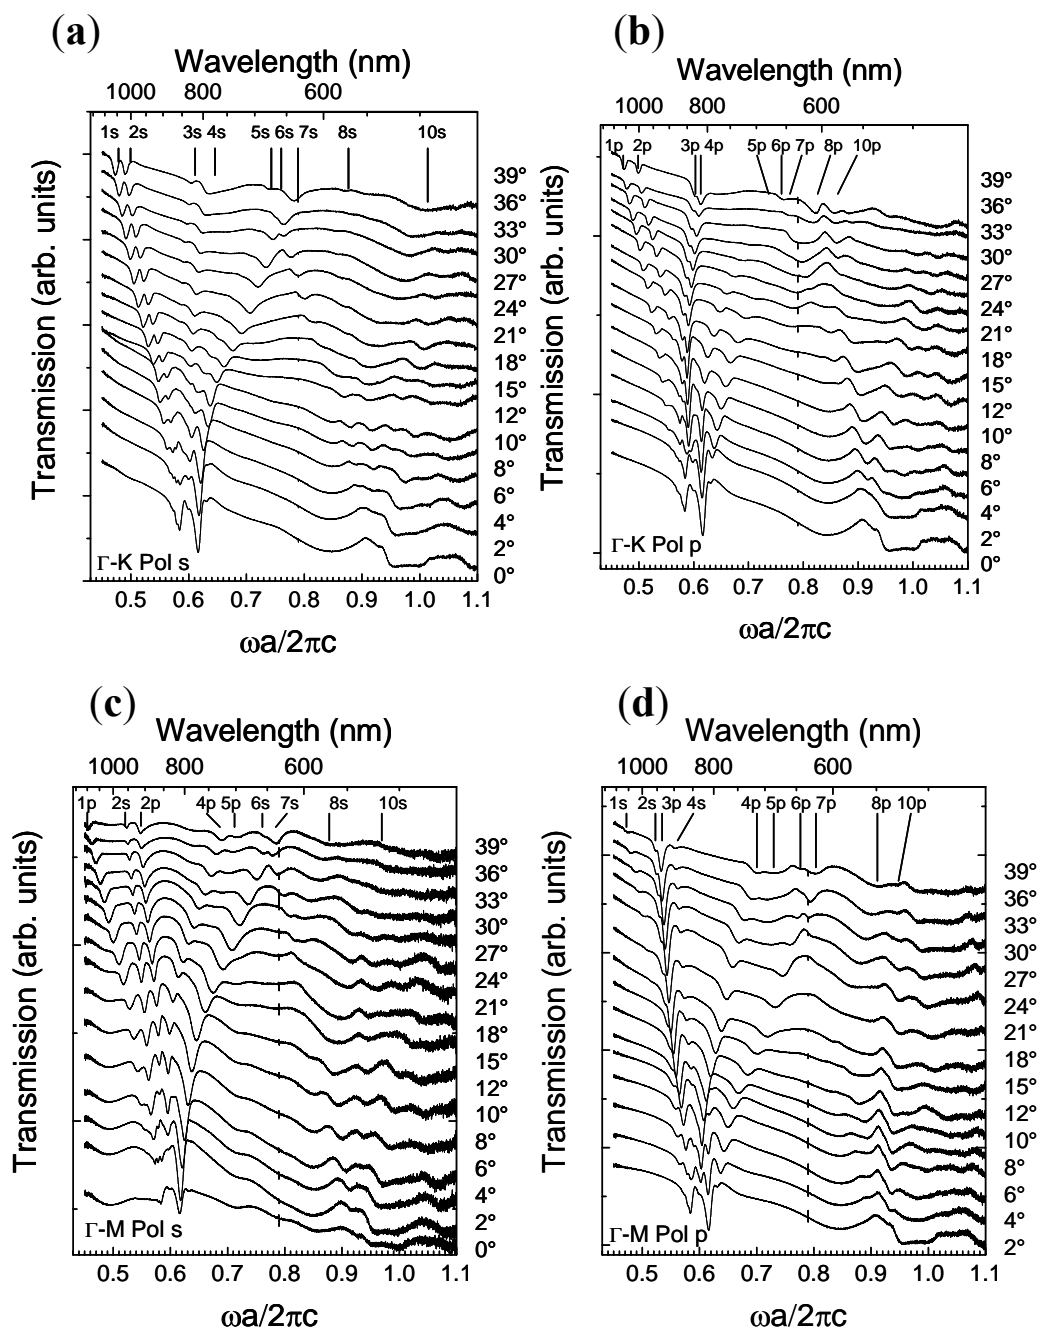 (a)
Wavelength (nm)
1000 800 600
1s 2s 3s 4s 5s 6s 7s 8s 10s
Transmission (arb. units)
39°
36°
33°
30°
27°
24°
21°
18°
15°
12°
10°
8°
6°
4°
2°
0°
Γ-K Pol s
0.5 0.6 0.7 0.8 0.9 1.0 1.1
ωa/2πc
(b)
Wavelength (nm)
1000 800 600
1p 2p 3p 4p 5p 6p 7p 8p 10p
Transmission (arb. units)
39°
36°
33°
30°
27°
24°
21°
18°
15°
12°
10°
8°
6°
4°
2°
0°
Γ-K Pol p
0.5 0.6 0.7 0.8 0.9 1.0 1.1
ωa/2πc
(c)
Wavelength (nm)
1000 800 600
1p 2s 2p 4p 5p 6s 7s 8s 10s
Transmission (arb. units)
39°
36°
33°
30°
27°
24°
21°
18°
15°
12°
10°
8°
6°
4°
2°
0°
Γ-M Pol s
0.5 0.6 0.7 0.8 0.9 1.0 1.1
ωa/2πc
(d)
Wavelength (nm)
1000 800 600
1s 2s 3p 4s 4p 5p 6p 7p 8p 10p
Transmission (arb. units)
39°
36°
33°
30°
27°
24°
21°
18°
15°
12°
10°
8°
6°
4°
2°
Γ-M Pol p
0.5 0.6 0.7 0.8 0.9 1.0 1.1
ωa/2πc